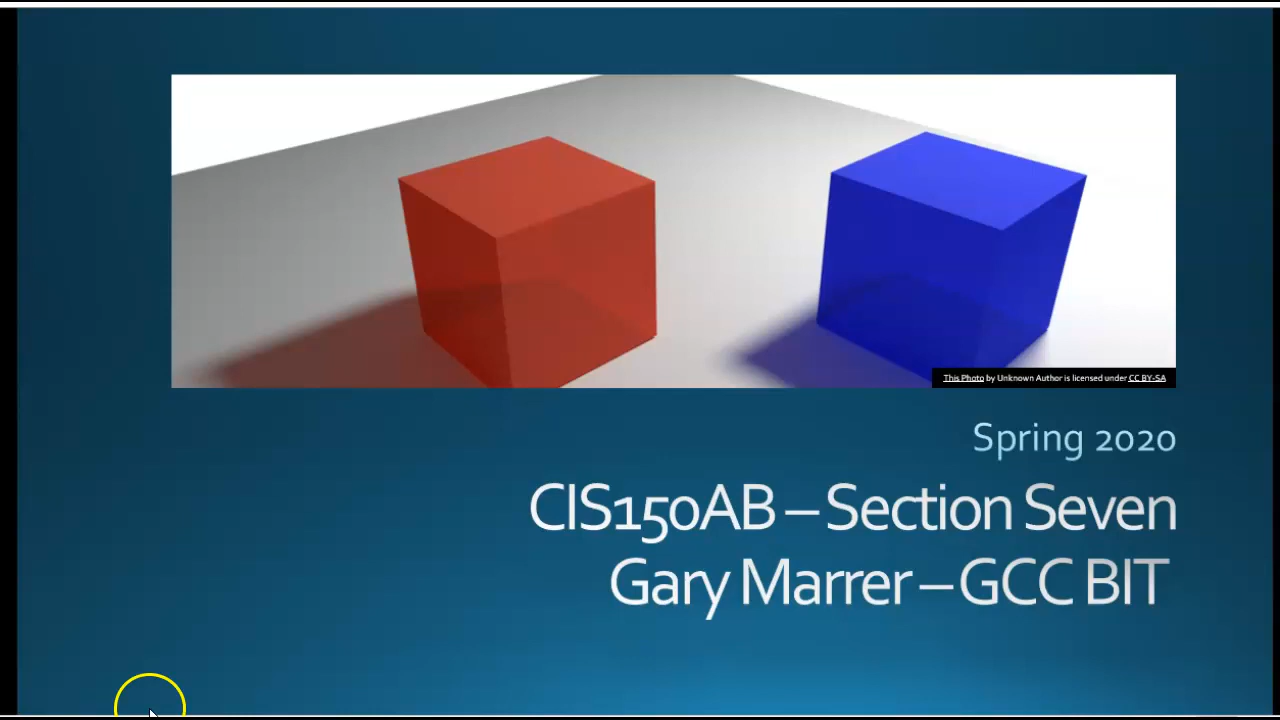 This Photo by Unknown Author is licensed under CC BY-SA
Spring 2020
CIS150AB – Section Seven
Gary Marrer – GCC BIT